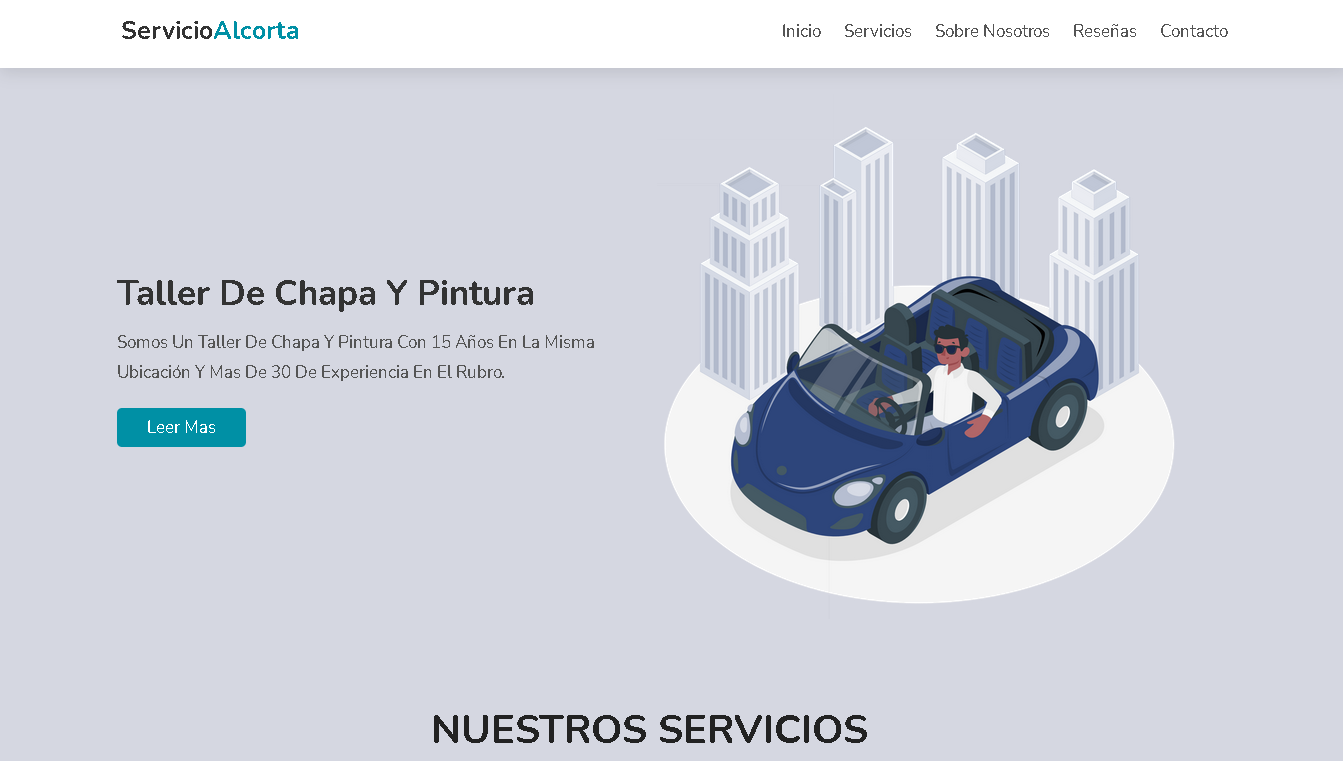 ServicioAlcorta
Inicio Servicios Sobre Nosotros Reseñas Contacto
Taller De Chapa Y Pintura
Somos Un Taller De Chapa Y Pintura Con 15 Años En La Misma
Ubicación Y Mas De 30 De Experiencia En El Rubro.
Leer Mas
NUESTROS SERVICIOS